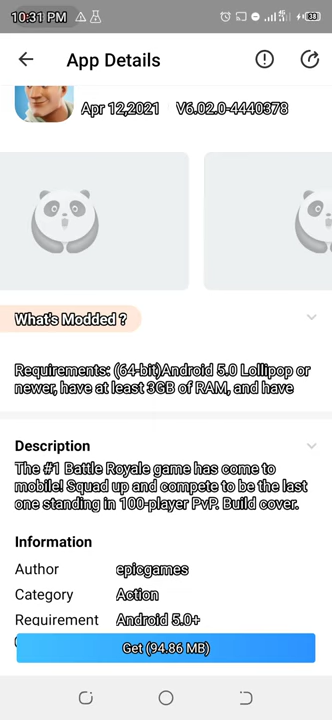 10:31 PM
38
App Details
Apr 12,2021 V6.02.0-4440378
What's Modded ?
Requirements: (64-bit)Android 5.0 Lollipop or
newer, have at least 3GB of RAM, and have
Description
The #1 Battle Royale game has come to
mobile! Squad up and compete to be the last
one standing in 100-player PvP. Build cover.
Information
Author epicgames
Category Action
Requirement Android 5.0+
Get (94.86 MB)